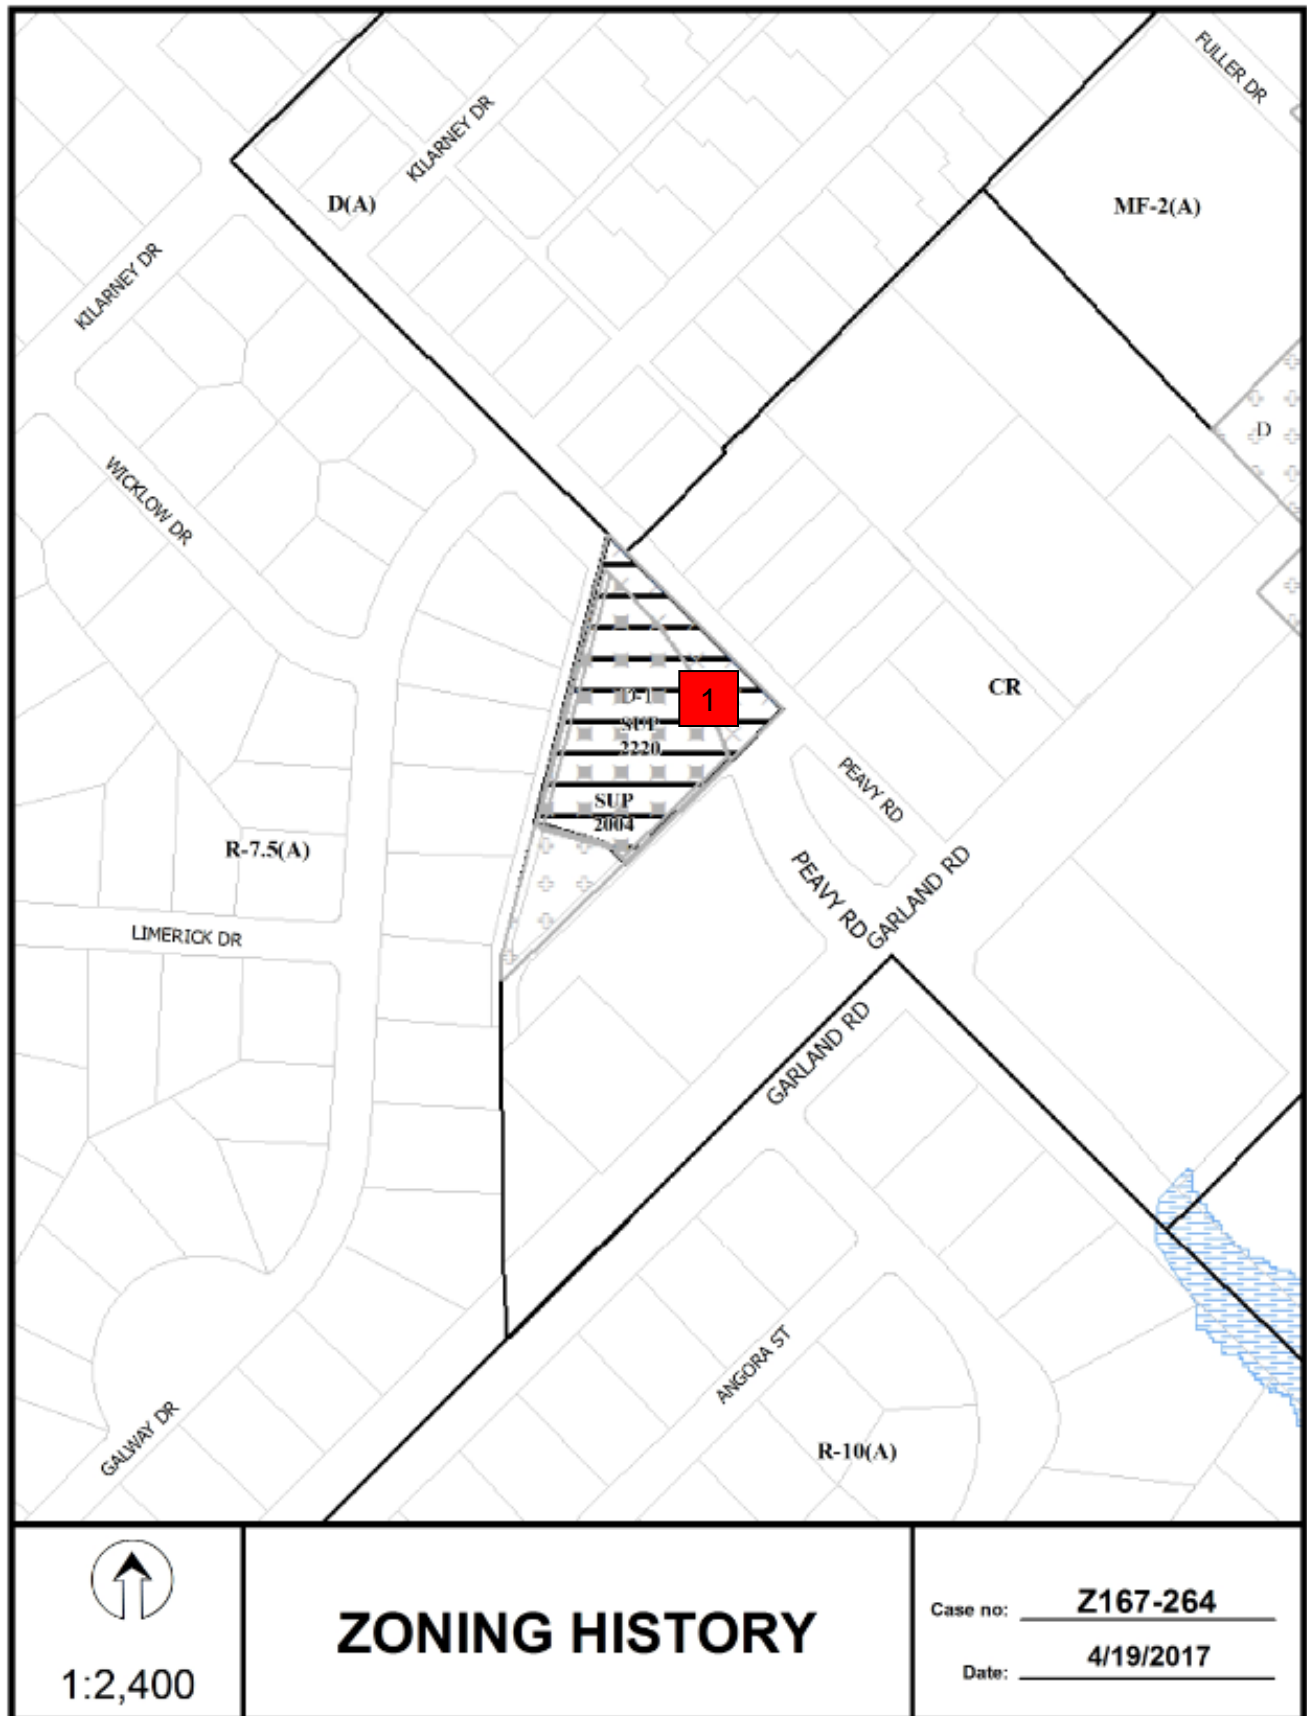 FULLER DR
KILARNEY DR
D(A)
MF-2(A)
KILARNEY DR
D
WICKLOW DR
1
CR
D-1
SUP
2220
PEAVY RD
SUP
2004
R-7.5(A)
PEAVY RD
GARLAND RD
LIMERICK DR
GARLAND RD
ANGORA ST
GALWAY DR
R-10(A)
1:2,400
ZONING HISTORY
Case no: Z167-264
Date: 4/19/2017